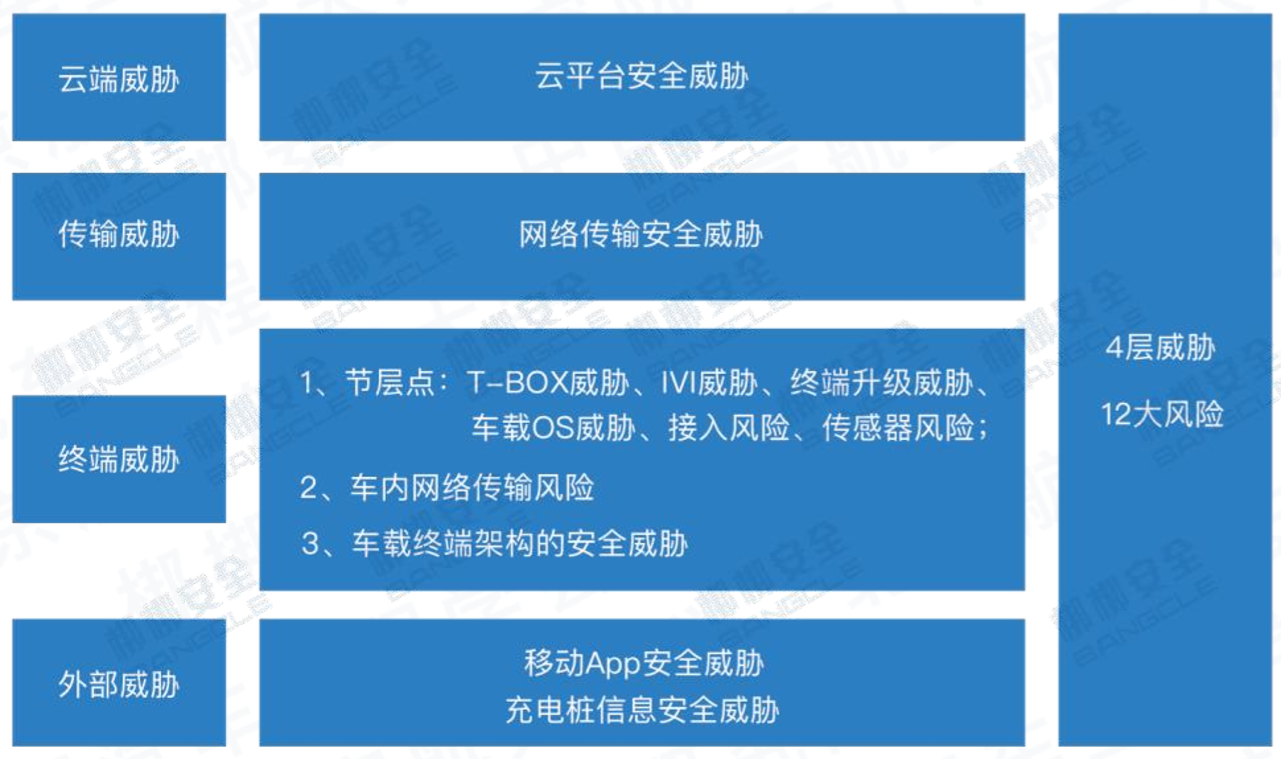 云端威胁
云平台安全威胁
传输威胁
网络传输安全威胁
终端威胁
1、节层点：T-BOX威胁、IVI威胁、终端升级威胁、
车载OS威胁、接入风险、传感器风险；
2、车内网络传输风险
3、车载终端架构的安全威胁
外部威胁
移动App安全威胁
充电桩信息安全威胁
4层威胁
12大风险
梆梆安全
BANGCLE